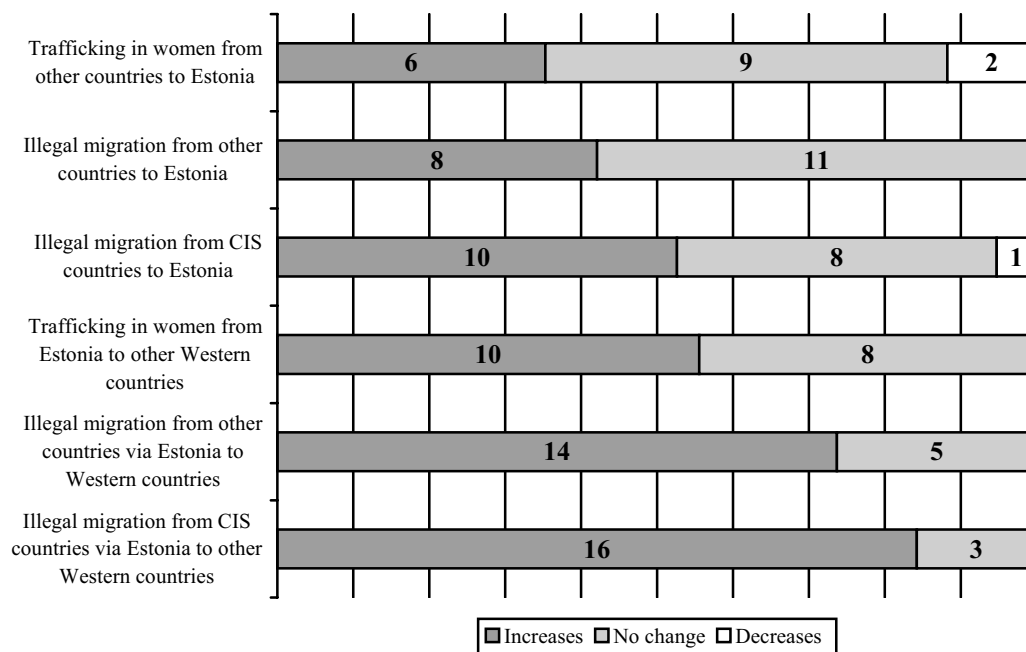 Trafficking in women from
other countries to Estonia
6 9 2
Illegal migration from other
countries to Estonia
8 11
Illegal migration from CIS
countries to Estonia
10 8 1
Trafficking in women from
Estonia to other Western
countries
10 8
Illegal migration from other
countries via Estonia to
Western countries
14 5
Illegal migration from CIS
countries via Estonia to other
Western countries
16 3
Increases No change Decreases